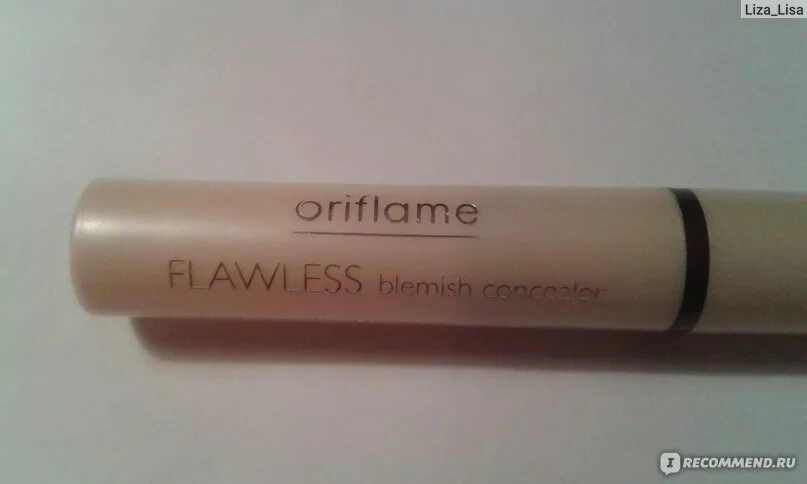 Liza_Lisa
oriflame
FLAWLESS blemish concealer
RECOMMEND.RU